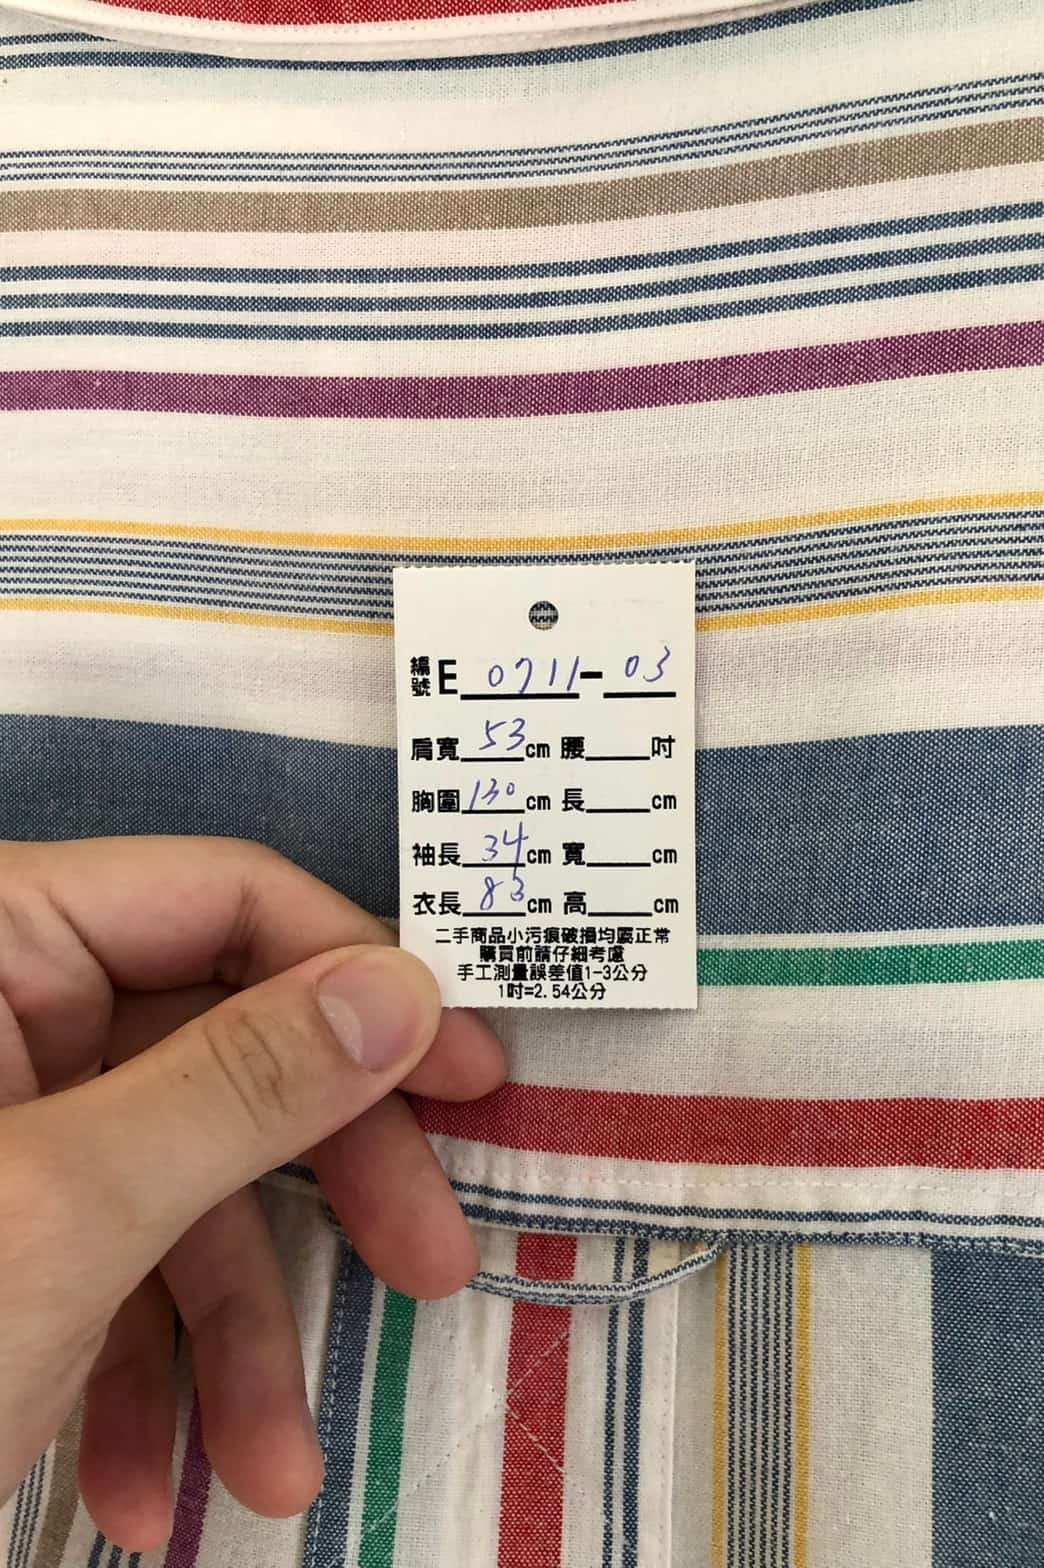 編號E 0711-03
肩寬 53 cm 腰 吋
胸圍 130 cm 長 cm
袖長 34 cm 寬 cm
衣長 83 cm 高 cm
二手商品小污痕破損均屬正常
購買前請仔細考慮
手工測量誤差值1-3公分
1吋=2.54公分